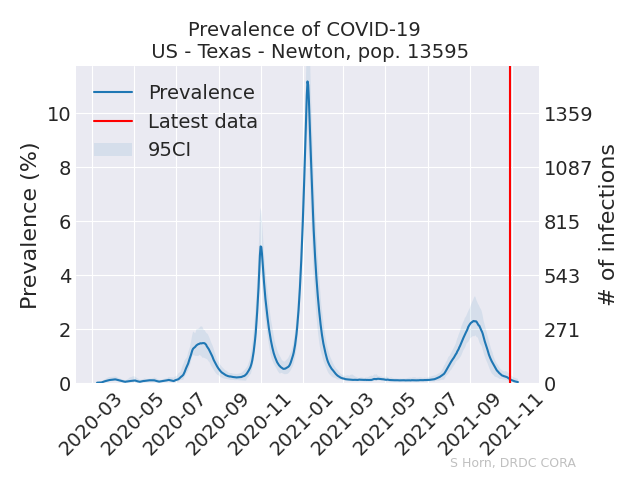 Prevalence of COVID-19
US - Texas - Newton, pop. 13595
Prevalence
Latest data
95CI
Prevalence (%)
10
8
6
4
2
0
1359
1087
815
543
271
0
# of infections
2020-03
2020-05
2020-07
2020-09
2020-11
2021-01
2021-03
2021-05
2021-07
2021-09
2021-11
S Horn, DRDC CORA